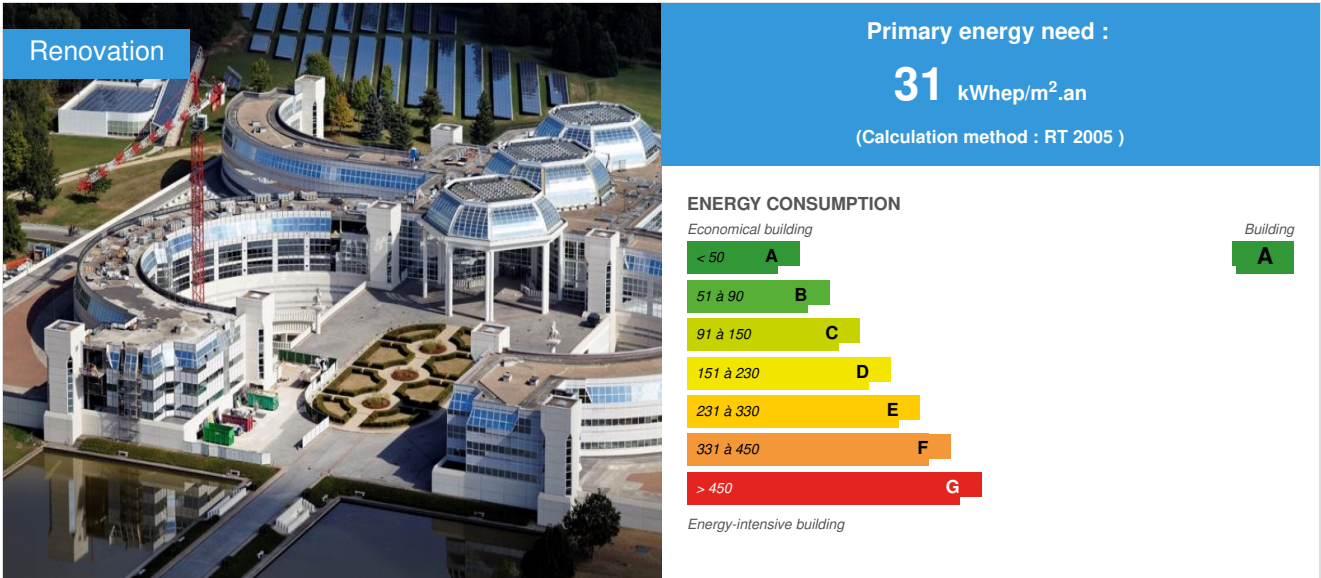 Renovation
Primary energy need :
31 kWhep/m².an
(Calculation method : RT 2005 )
ENERGY CONSUMPTION
Economical building
Building
< 50 A
A
51 à 90 B
91 à 150 C
151 à 230 D
231 à 330 E
331 à 450 F
> 450 G
Energy-intensive building